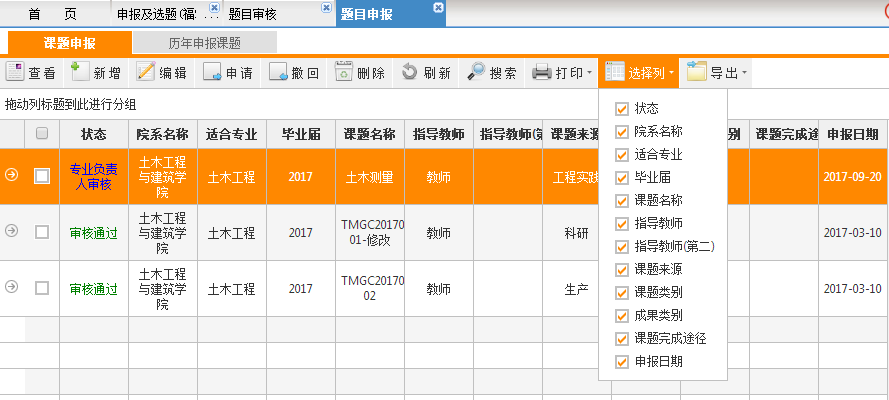 首 页 申报及选题(福 ... 题目审核 题目申报
课题申报 历年申报课题
查看 新增 编辑 申请 撤回 删除 刷新 搜索 打印 选择列 导出
拖动列标题到此进行分组
状态 院系名称 适合专业 毕业届 课题名称 指导教师 指导教师(第 课题来源 别 课题完成途 申报日期
专业负责
人审核
土木工程
与建筑学
院
土木工程 2017 土木测量 教师 工程实践 2017-09-20
审核通过
土木工程
与建筑学
院
土木工程 2017
TMGC20170
01-修改
教师 科研 2017-03-10
审核通过
土木工程
与建筑学
院
土木工程 2017
TMGC20170
02
教师 生产 2017-03-10
状态
院系名称
适合专业
毕业届
课题名称
指导教师
指导教师(第二)
课题来源
课题类别
成果类别
课题完成途径
申报日期